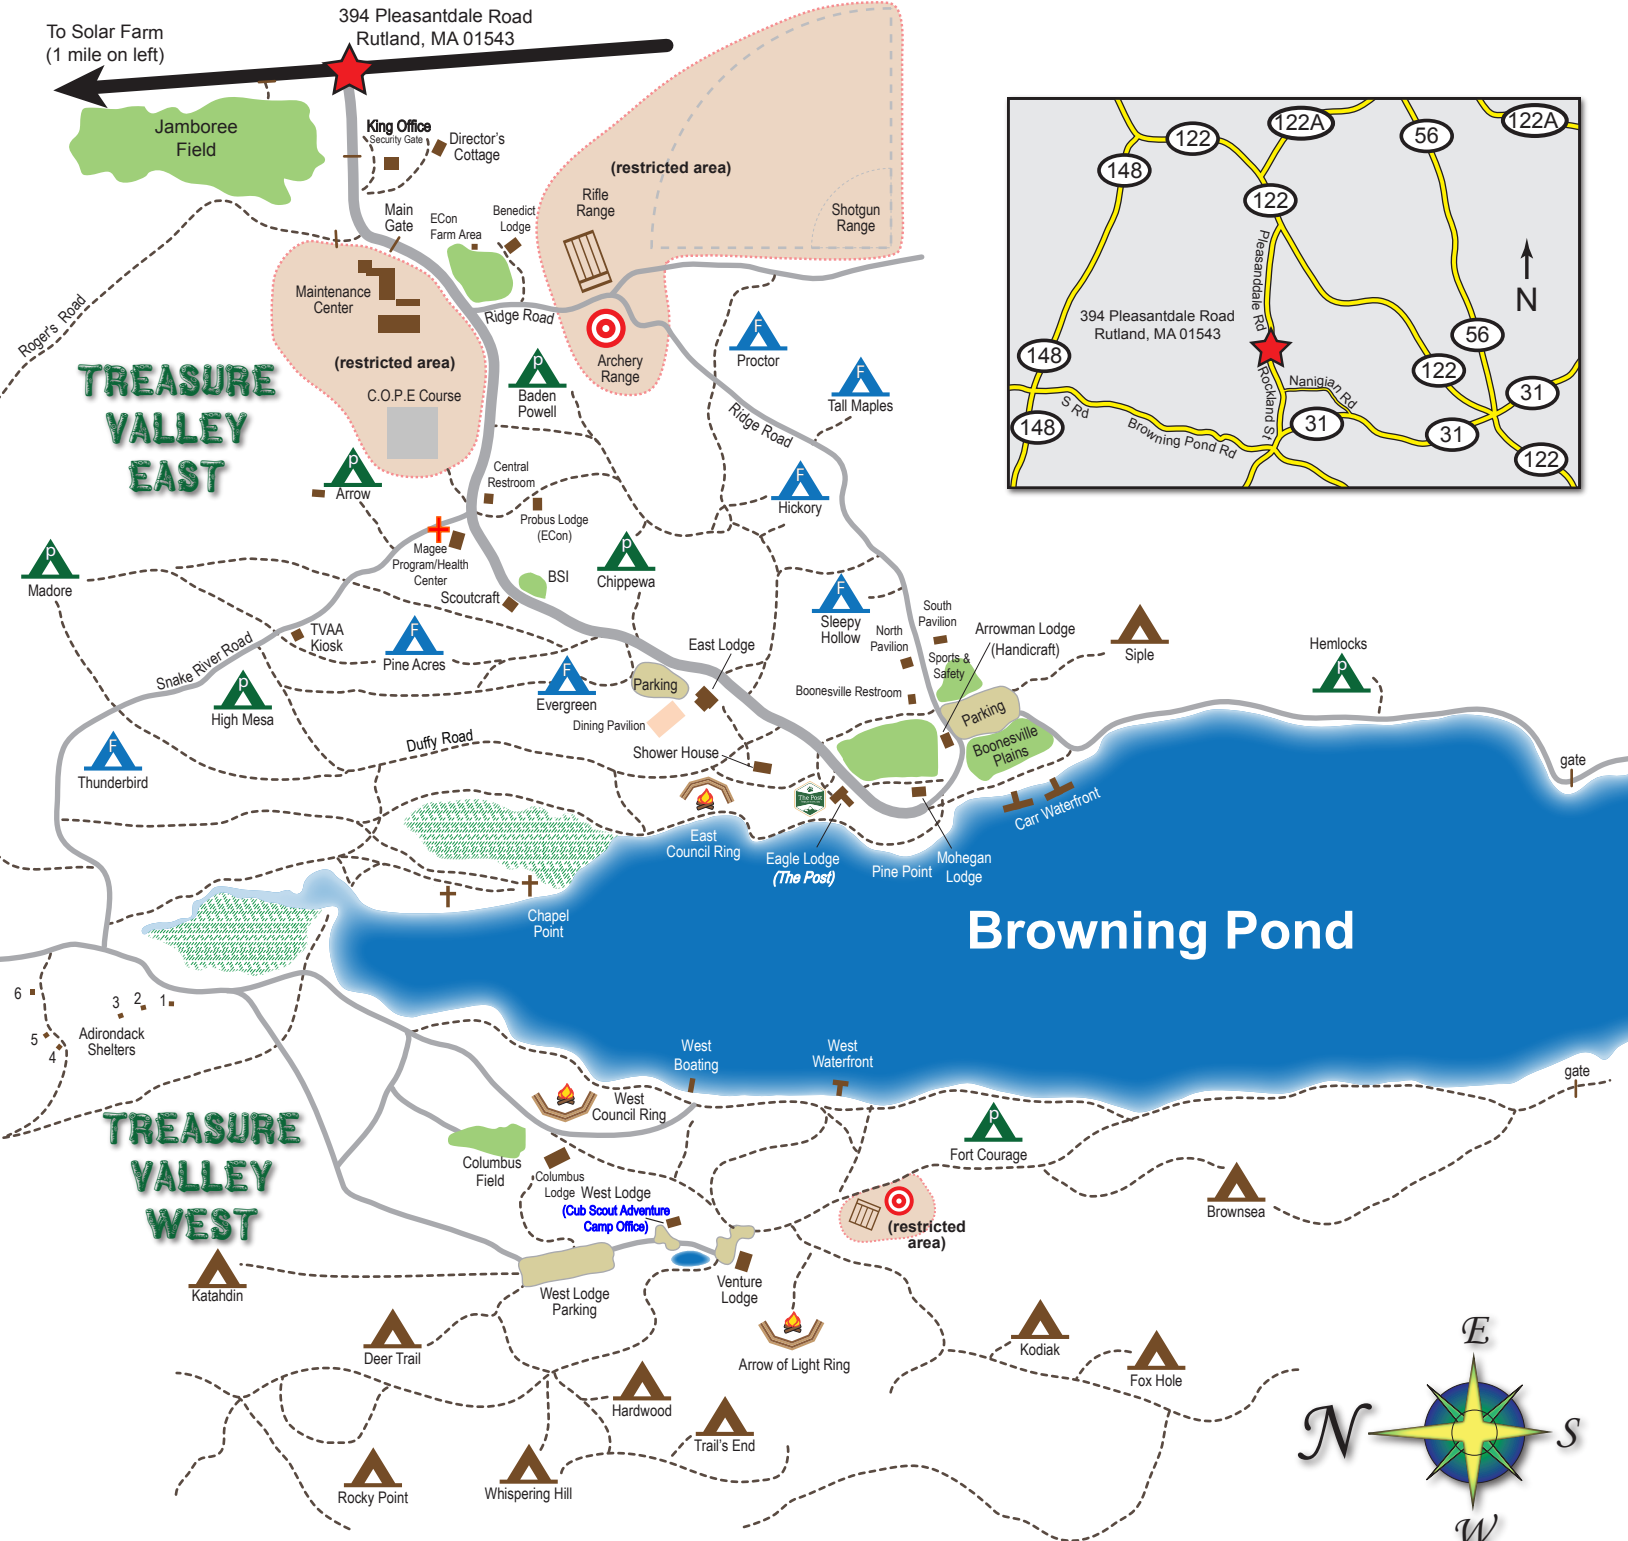 394 Pleasantdale Road
Rutland, MA 01543
To Solar Farm
(1 mile on left)
Jamboree
Field
King Office
Security Gate
Director's
Cottage
Main
Gate
ECon
Farm Area
Benedict
Lodge
(restricted area)
Rifle
Range
Shotgun
Range
Maintenance
Center
(restricted area)
C.O.P.E Course
Roger's Road
Ridge Road
Archery
Range
TREASURE
VALLEY
EAST
P
Baden
Powell
F
Proctor
F
Tall Maples
Ridge Road
P
Arrow
Central
Restroom
Probus Lodge
(ECon)
F
Hickory
Magee
Program/Health
Center
P
Madore
P
Chippewa
BSI
Scoutcraft
TVAA
Kiosk
F
Pine Acres
F
Sleepy
Hollow
South
Pavilion
North
Pavilion
Sports &
Safety
Arrowman Lodge
(Handicraft)
Siple
Hemlocks
P
Snake River Road
P
High Mesa
F
Evergreen
East Lodge
Parking
Dining Pavilion
Boonesville Restroom
Parking
Boonesville
Plains
F
Thunderbird
Duffy Road
Shower House
gate
The Post
Carr Waterfront
East
Council Ring
Eagle Lodge
(The Post)
Pine Point
Mohegan
Lodge
Chapel
Point
Browning Pond
6
5
4
3
2
1
Adirondack
Shelters
West
Boating
West
Waterfront
gate
TREASURE
VALLEY
WEST
West
Council Ring
Columbus
Field
Columbus
Lodge
West Lodge
(Cub Scout Adventure
Camp Office)
P
Fort Courage
Brownsea
(restricted
area)
Katahdin
West Lodge
Parking
Venture
Lodge
Deer Trail
Arrow of Light Ring
Kodiak
Fox Hole
Hardwood
Trail's End
Rocky Point
Whispering Hill
N
E
S
W
122
122A
56
122A
148
122
Pleasanddale Rd
N
394 Pleasantdale Road
Rutland, MA 01543
148
56
122
31
148
S Rd
Browning Pond Rd
Rockland St
Nanigian Rd
31
31
122